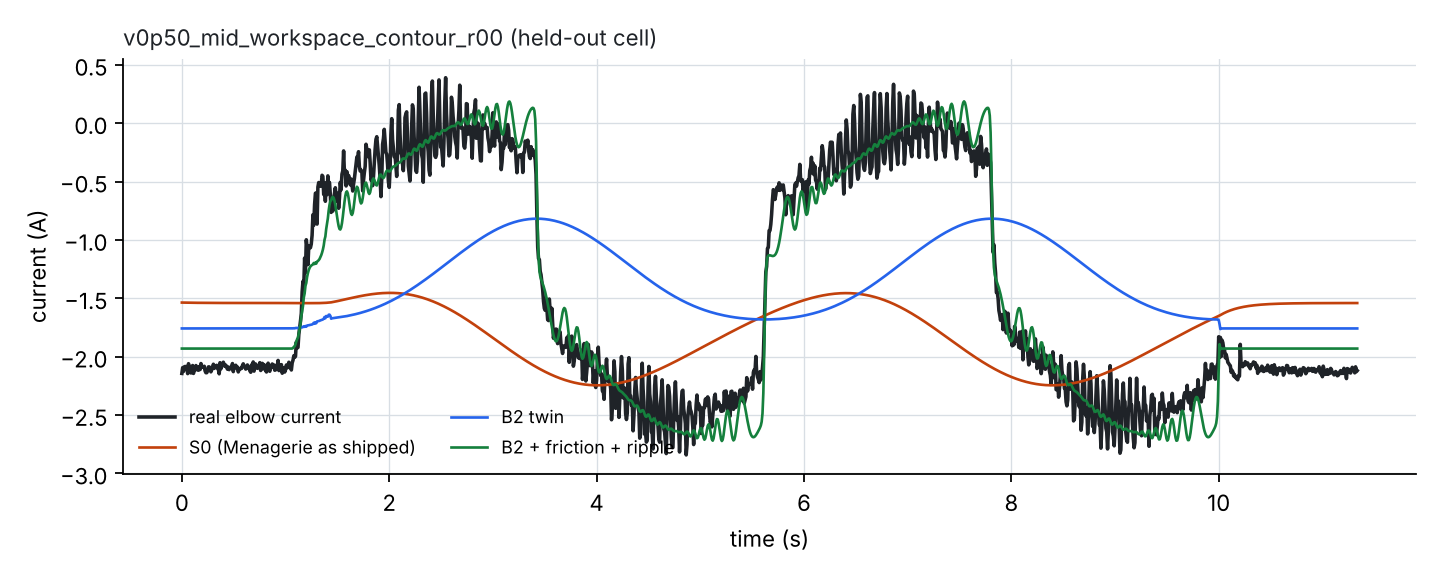 v0p50_mid_workspace_contour_r00 (held-out cell)
0.5
0.0
−0.5
−1.0
−1.5
−2.0
−2.5
−3.0
current (A)
real elbow current
S0 (Menagerie as shipped)
B2 twin
B2 + friction + ripple
0 2 4 6 8 10
time (s)